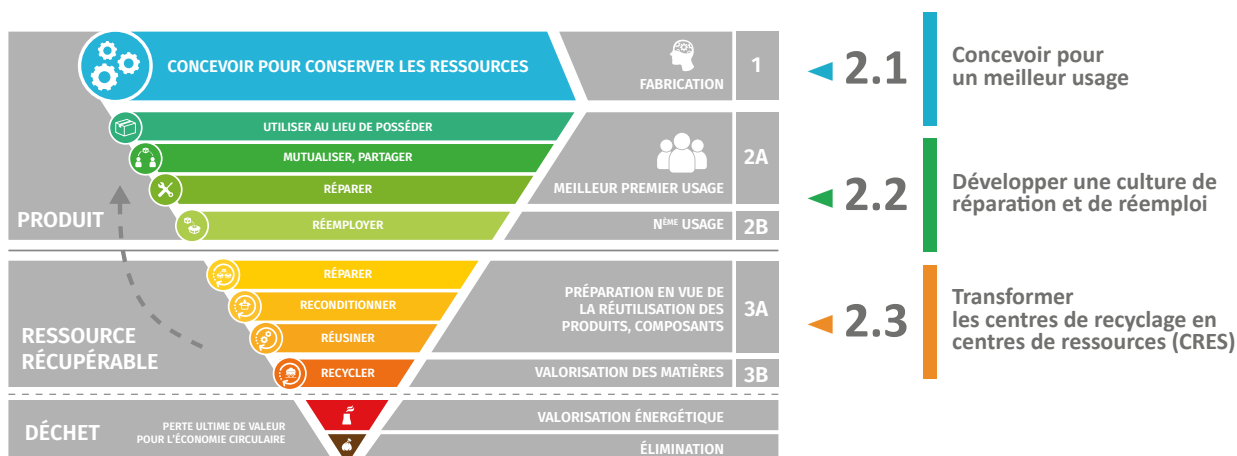 CONCEVOIR POUR CONSERVER LES RESSOURCES
FABRICATION
1
UTILISER AU LIEU DE POSSÉDER
MUTUALISER, PARTAGER
RÉPARER
MEILLEUR PREMIER USAGE
2A
PRODUIT
RÉEMPLOYER
NÈME USAGE
2B
RÉPARER
RECONDITIONNER
RÉUSINER
PRÉPARATION EN VUE DE
LA RÉUTILISATION DES
PRODUITS, COMPOSANTS
3A
RESSOURCE
RÉCUPÉRABLE
RECYCLER
VALORISATION DES MATIÈRES
3B
DÉCHET
PERTE ULTIME DE VALEUR
POUR L'ÉCONOMIE CIRCULAIRE
VALORISATION ÉNERGÉTIQUE
ÉLIMINATION
2.1
Concevoir pour
un meilleur usage
2.2
Développer une culture de
réparation et de réemploi
2.3
Transformer
les centres de recyclage en
centres de ressources (CRES)